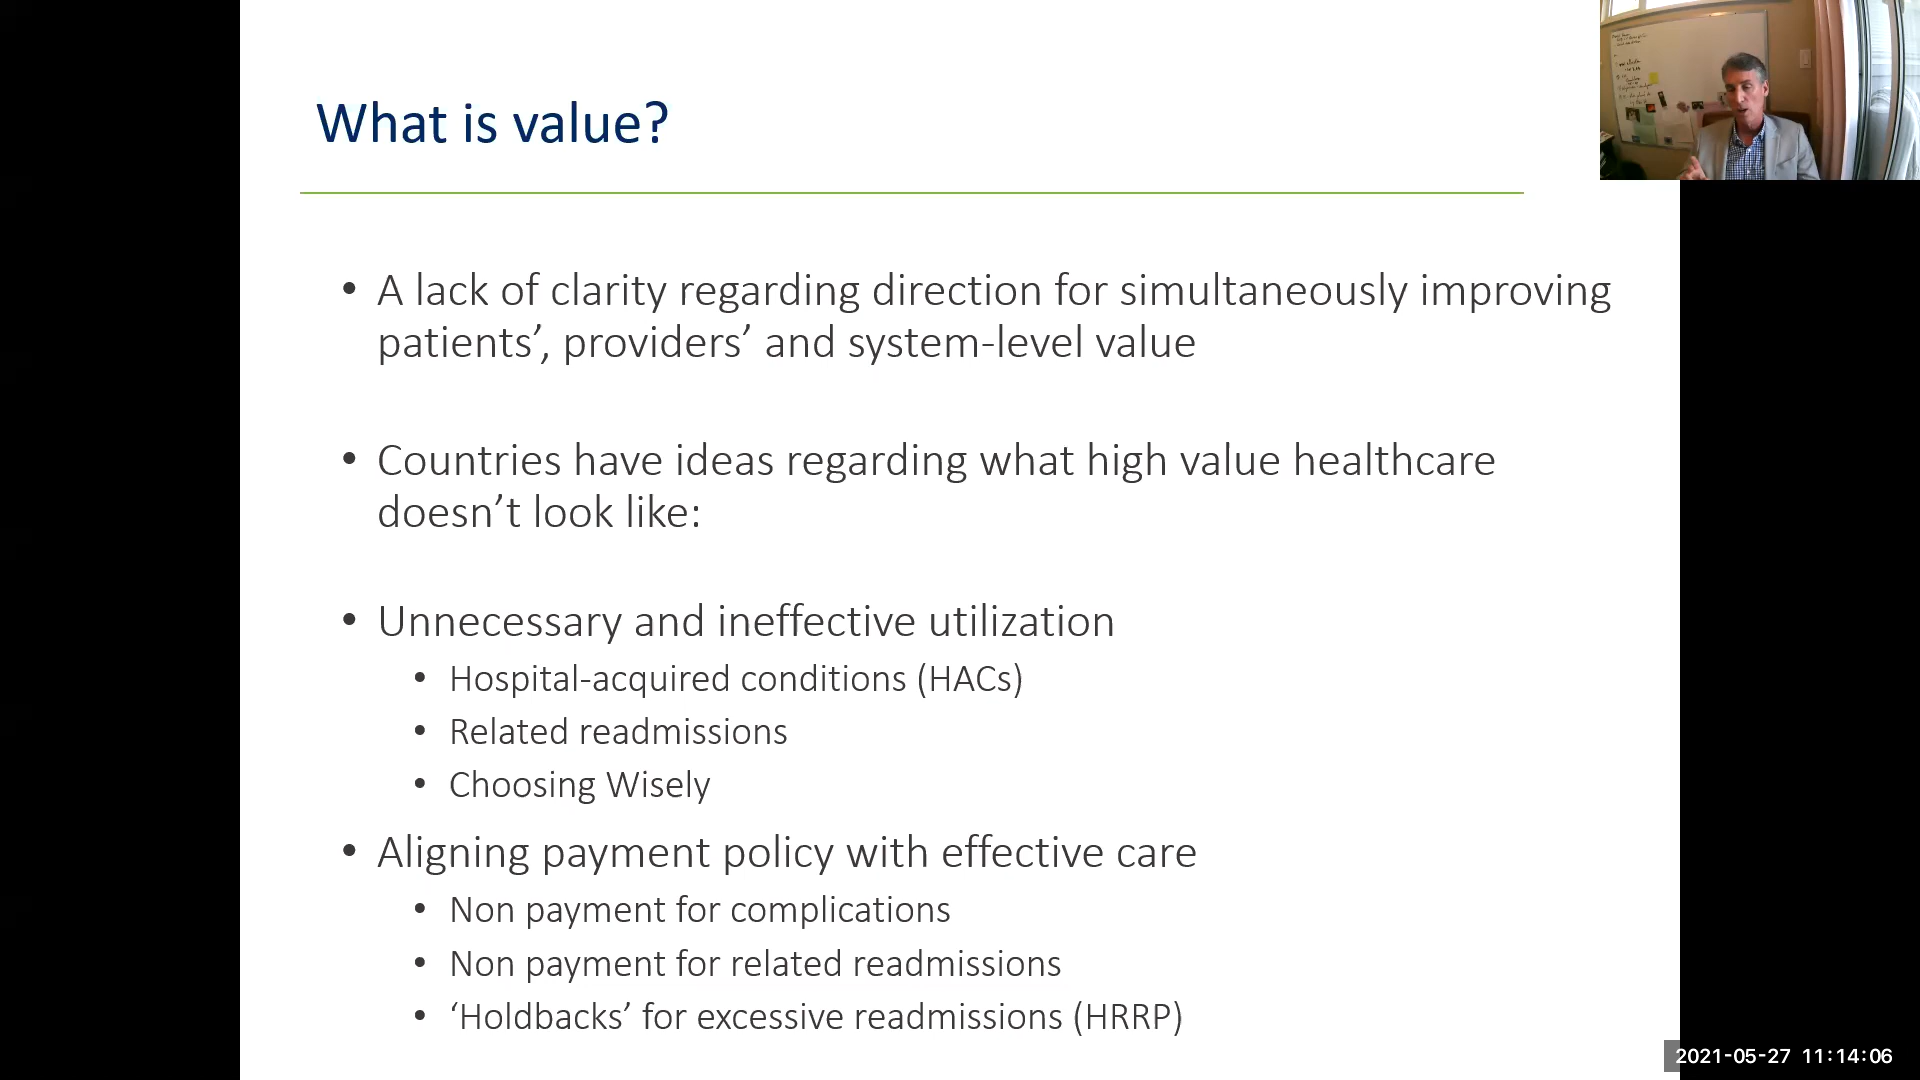 What is value?
• A lack of clarity regarding direction for simultaneously improving
patients’, providers’ and system-level value
• Countries have ideas regarding what high value healthcare
doesn’t look like:
• Unnecessary and ineffective utilization
• Hospital-acquired conditions (HACs)
• Related readmissions
• Choosing Wisely
• Aligning payment policy with effective care
• Non payment for complications
• Non payment for related readmissions
• ‘Holdbacks’ for excessive readmissions (HRRP)
2021-05-27 11:14:06